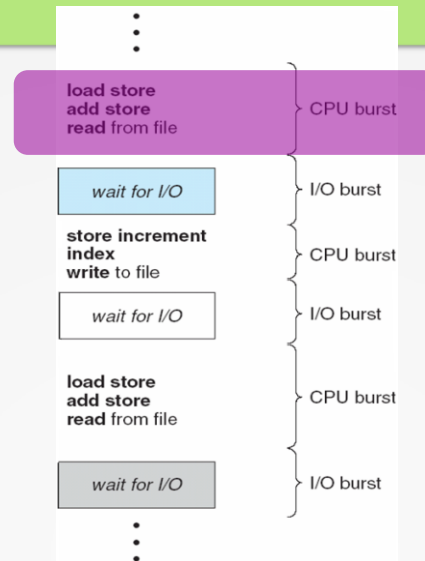 load store
add store
read from file
CPU burst
wait for I/O
I/O burst
store increment
index
write to file
CPU burst
wait for I/O
I/O burst
load store
add store
read from file
CPU burst
wait for I/O
I/O burst